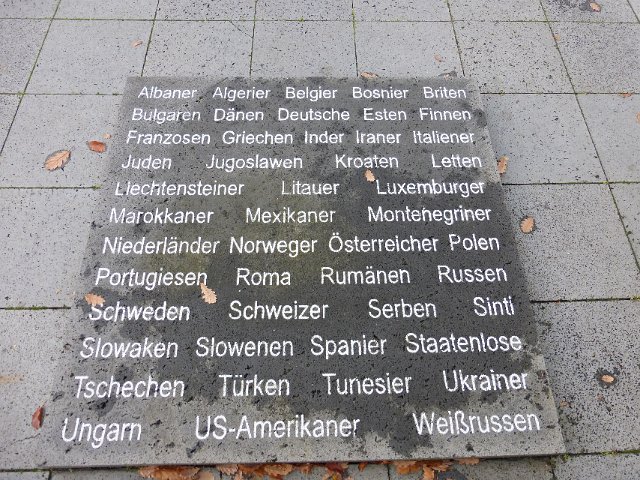 Albaner Algerier Belgier Bosnier Briten
Bulgaren Dänen Deutsche Esten Finnen
Franzosen Griechen Inder Iraner Italiener
Juden Jugoslawen Kroaten Letten
Liechtensteiner Litauer Luxemburger
Marokkaner Mexikaner Montenegriner
Niederländer Norweger Österreicher Polen
Portugiesen Roma Rumänen Russen
Schweden Schweizer Serben Sinti
Slowaken Slowenen Spanier Staatenlose
Tschechen Türken Tunesier Ukrainer
Ungarn US-Amerikaner Weißrussen